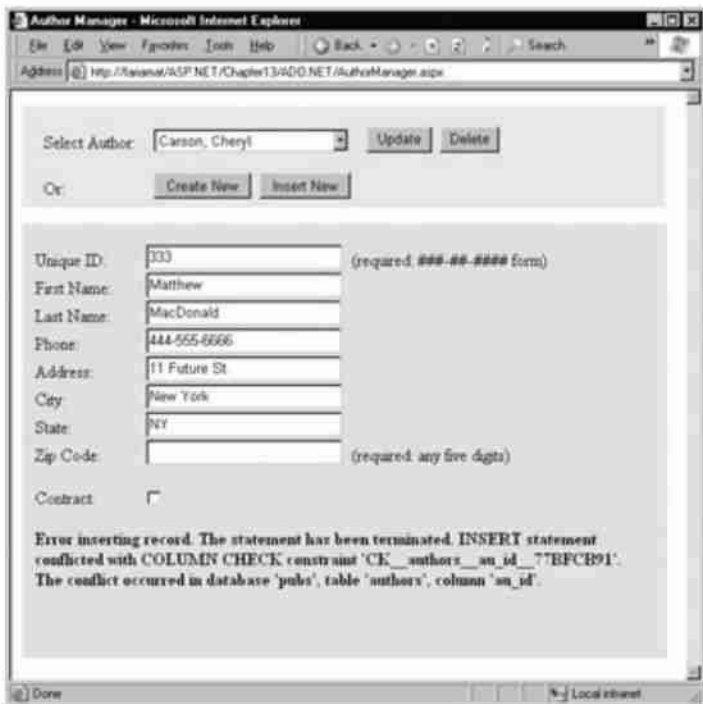 Author Manager - Microsoft Internet Explorer
File Edit View Favorites Tools Help Back Search
Address http://fariamat/ASP.NET/Chapter13/ADO.NET/AuthorManager.aspx
Select Author: Carson, Cheryl Update Delete
Or: Create New Insert New
Unique ID: 333 (required: ###-##-#### form)
First Name: Matthew
Last Name: MacDonald
Phone: 444-555-6666
Address: 11 Future St.
City: New York
State: NY
Zip Code: (required: any five digits)
Contract:
Error inserting record. The statement has been terminated. INSERT statement
conflicted with COLUMN CHECK constraint 'CK__authors__au_id__77BFCB91'.
The conflict occurred in database 'pubs', table 'authors', column 'au_id'.
Done Local intranet